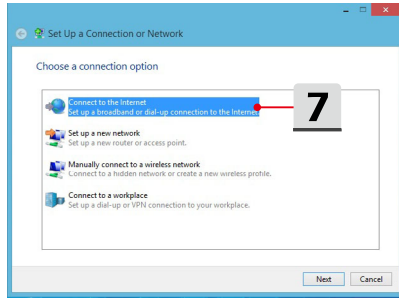 Set Up a Connection or Network
Choose a connection option
Connect to the Internet
Set up a broadband or dial-up connection to the Internet.
7
Set up a new network
Set up a new router or access point.
Manually connect to a wireless network
Connect to a hidden network or create a new wireless profile.
Connect to a workplace
Set up a dial-up or VPN connection to your workplace.
Next
Cancel